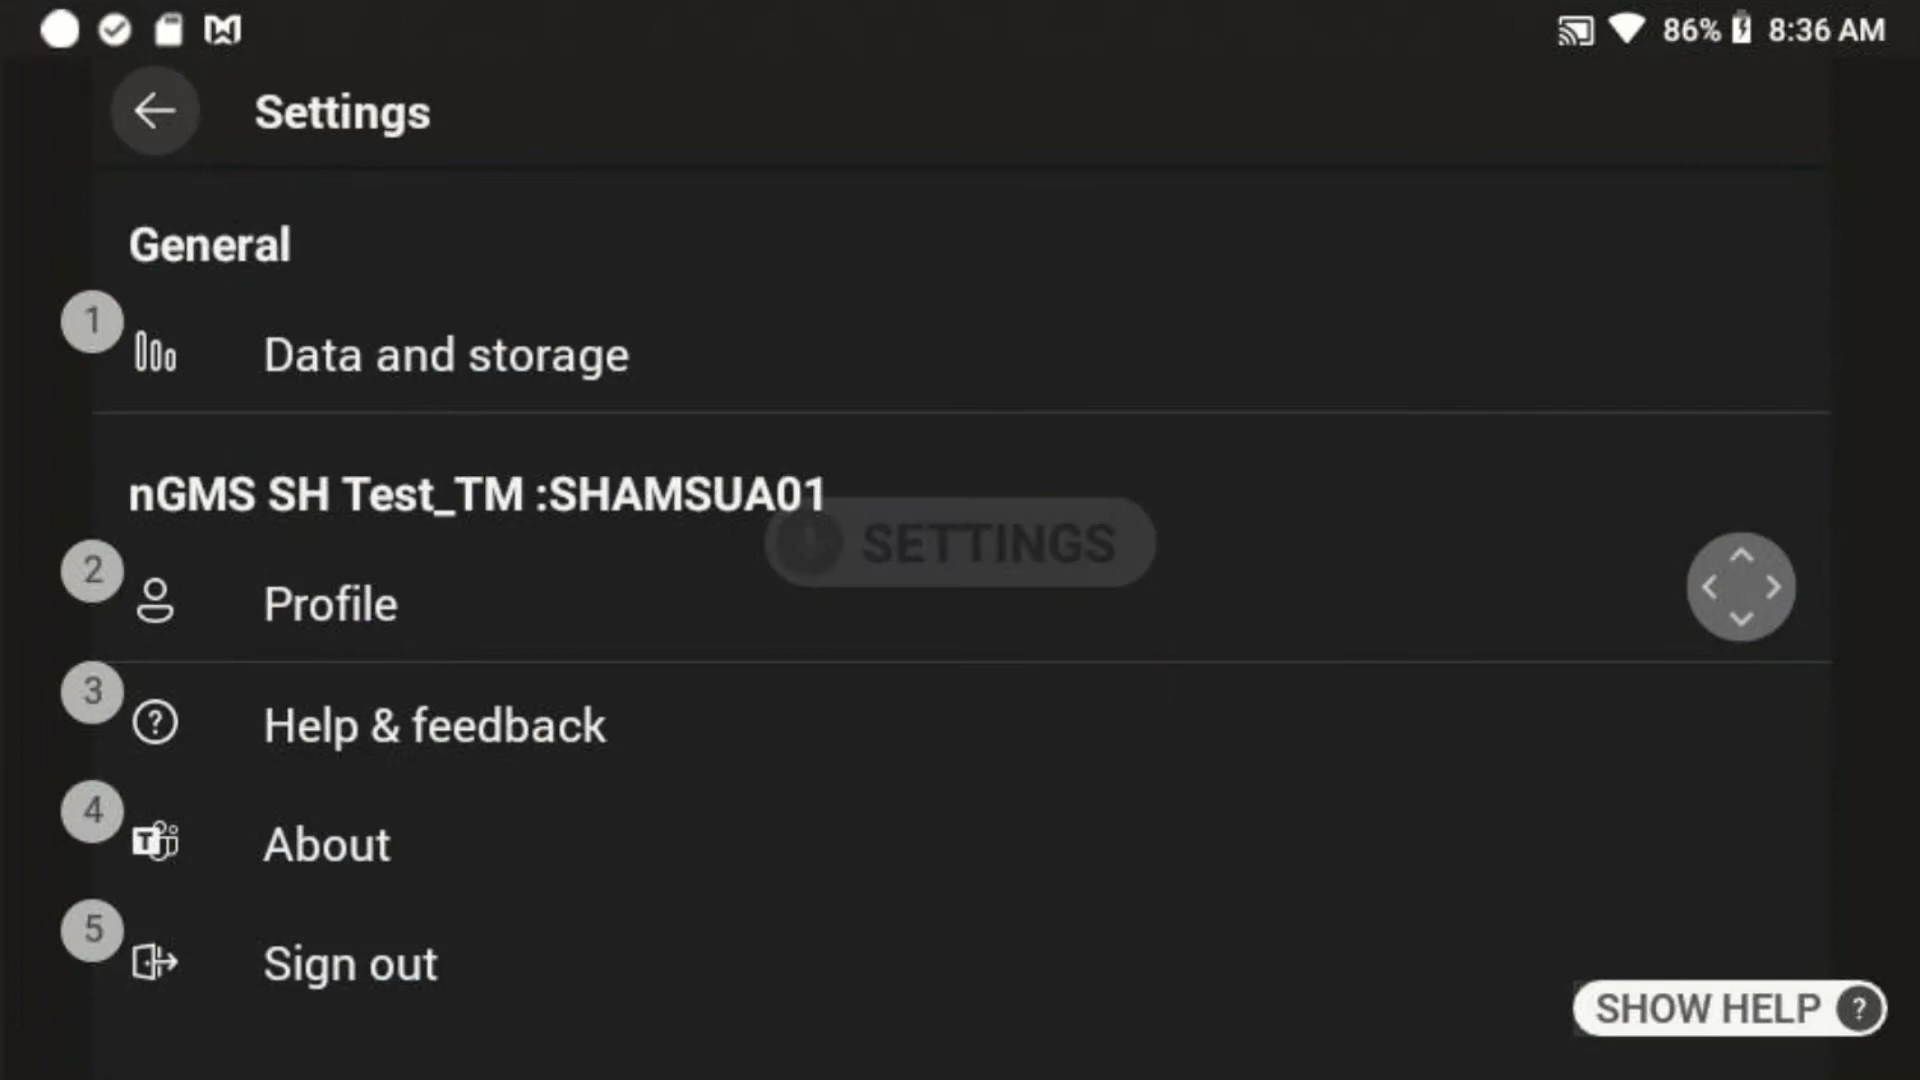 86% 8:36 AM
Settings
General
1
Data and storage
nGMS SH Test_TM :SHAMSUA01
SETTINGS
2
Profile
3
Help & feedback
4
T
About
5
Sign out
SHOW HELP ?